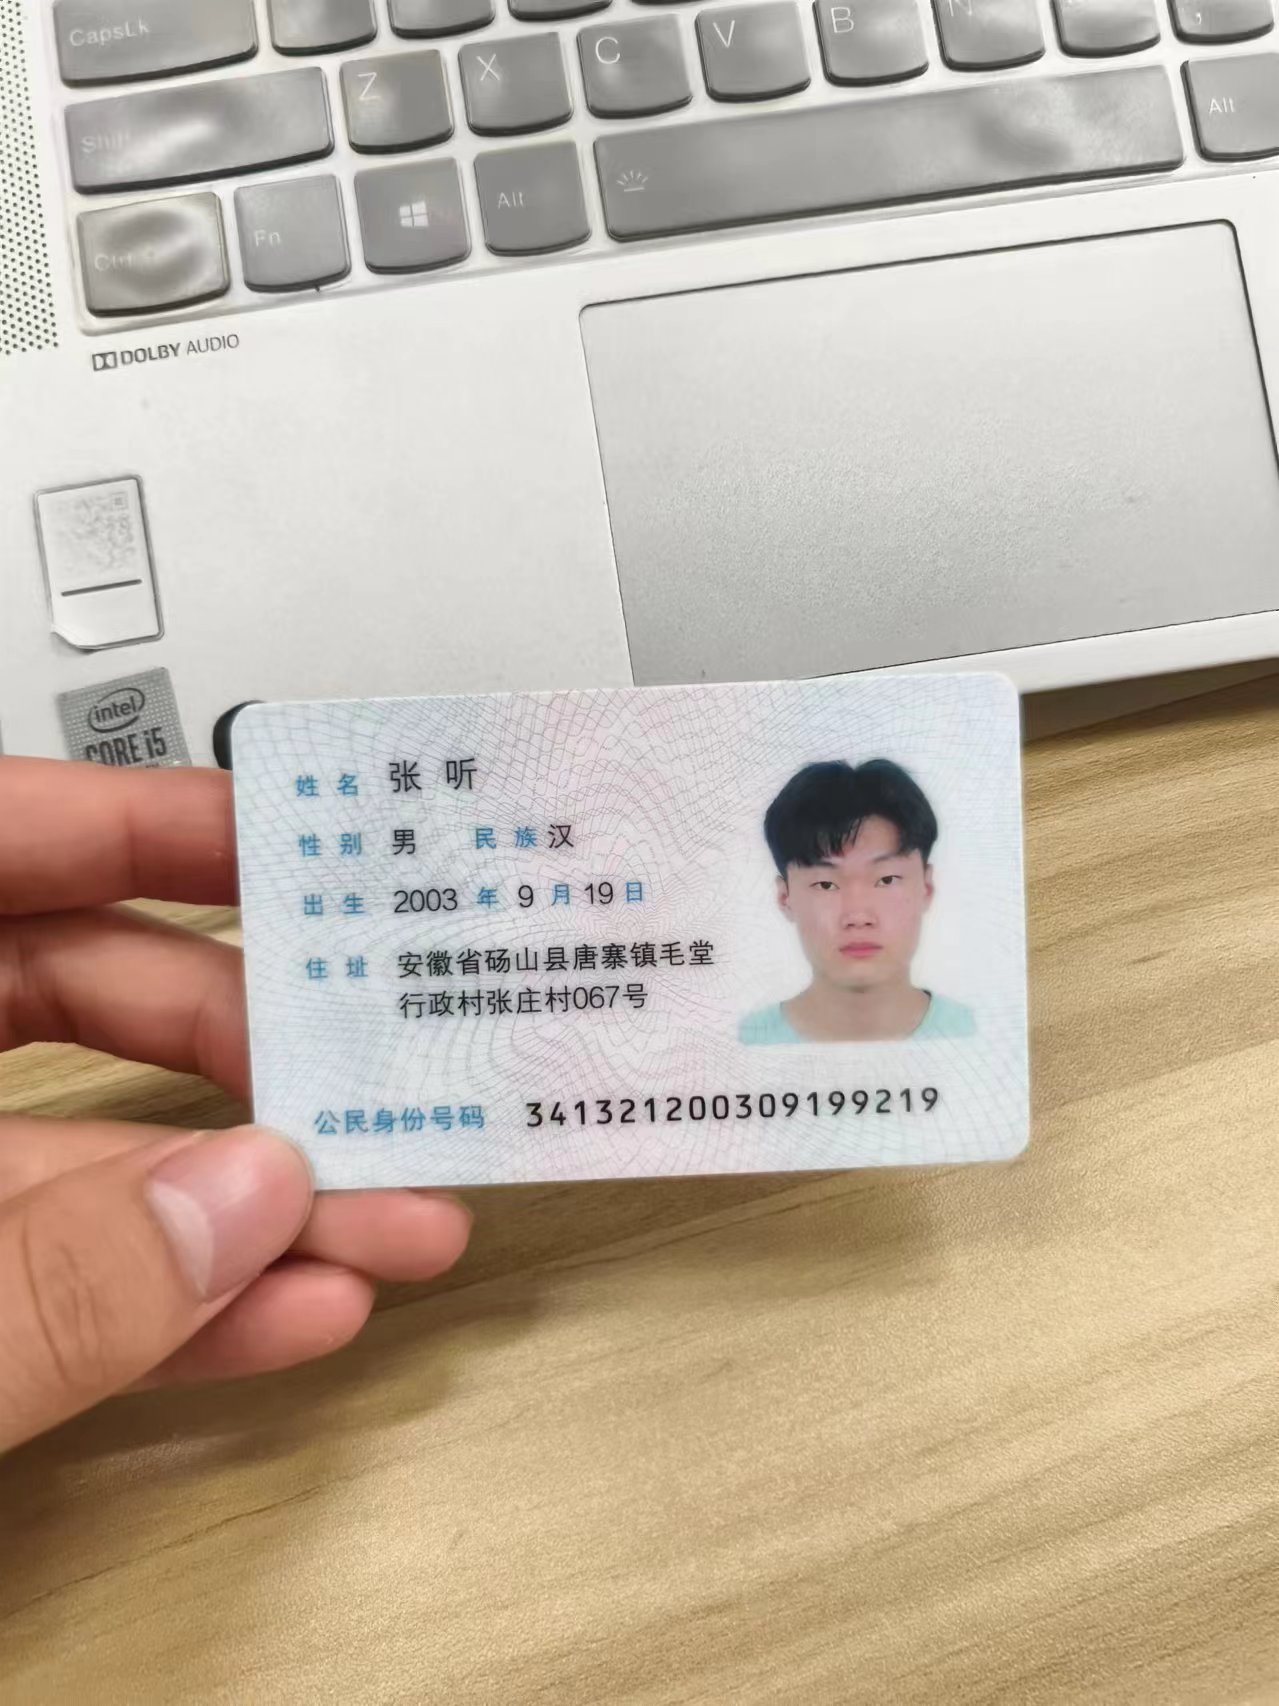 CapsLk
Shift
Z
X
C
V
B
N
Alt
Ctrl
Fn
Alt
DOLBY AUDIO
intel
CORE i5
姓名 张听
性别 男 民族 汉
出生 2003 年 9 月 19 日
住址 安徽省砀山县唐寨镇毛堂
行政村张庄村067号
公民身份号码 341321200309199219